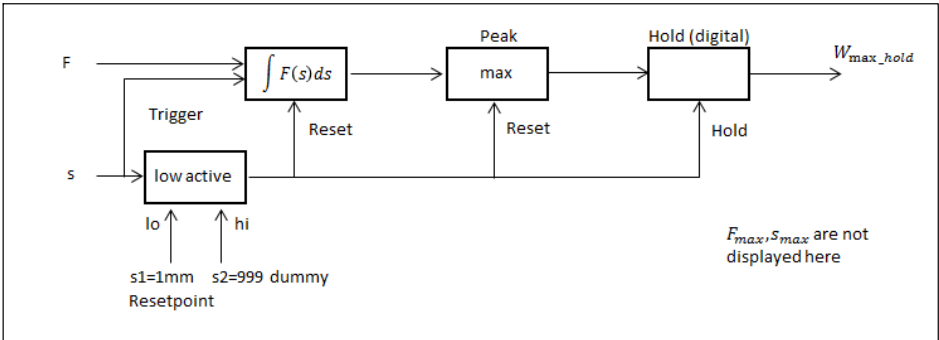 Peak
Hold (digital)
F
∫ F(s)ds
max
W_max_hold
Trigger
Reset
Reset
Hold
s
low active
lo
hi
F_max,s_max are not
displayed here
s1=1mm
s2=999 dummy
Resetpoint